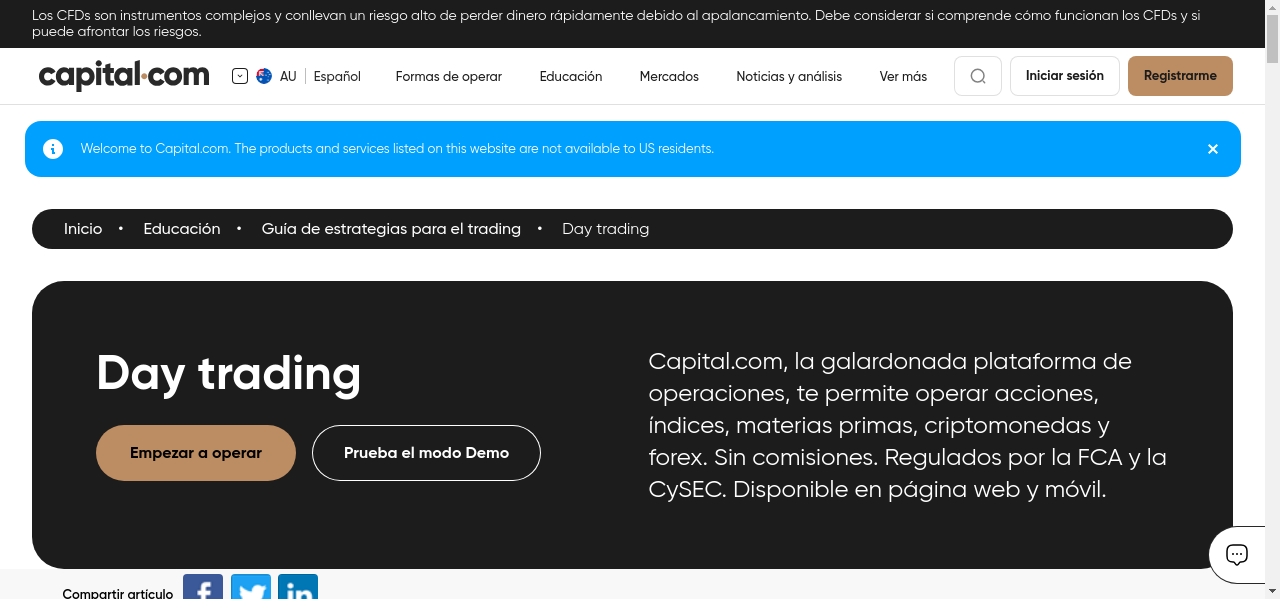 Los CFDs son instrumentos complejos y conllevan un riesgo alto de perder dinero rápidamente debido al apalancamiento. Debe considerar si comprende cómo funcionan los CFDs y si
puede afrontar los riesgos.
capital.com
AU
Español
Formas de operar
Educación
Mercados
Noticias y análisis
Ver más
Iniciar sesión
Registrarme
Welcome to Capital.com. The products and services listed on this website are not available to US residents.
Inicio • Educación • Guía de estrategias para el trading • Day trading
Day trading
Empezar a operar
Prueba el modo Demo
Capital.com, la galardonada plataforma de
operaciones, te permite operar acciones,
índices, materias primas, criptomonedas y
forex. Sin comisiones. Regulados por la FCA y la
CySEC. Disponible en página web y móvil.
Compartir artículo